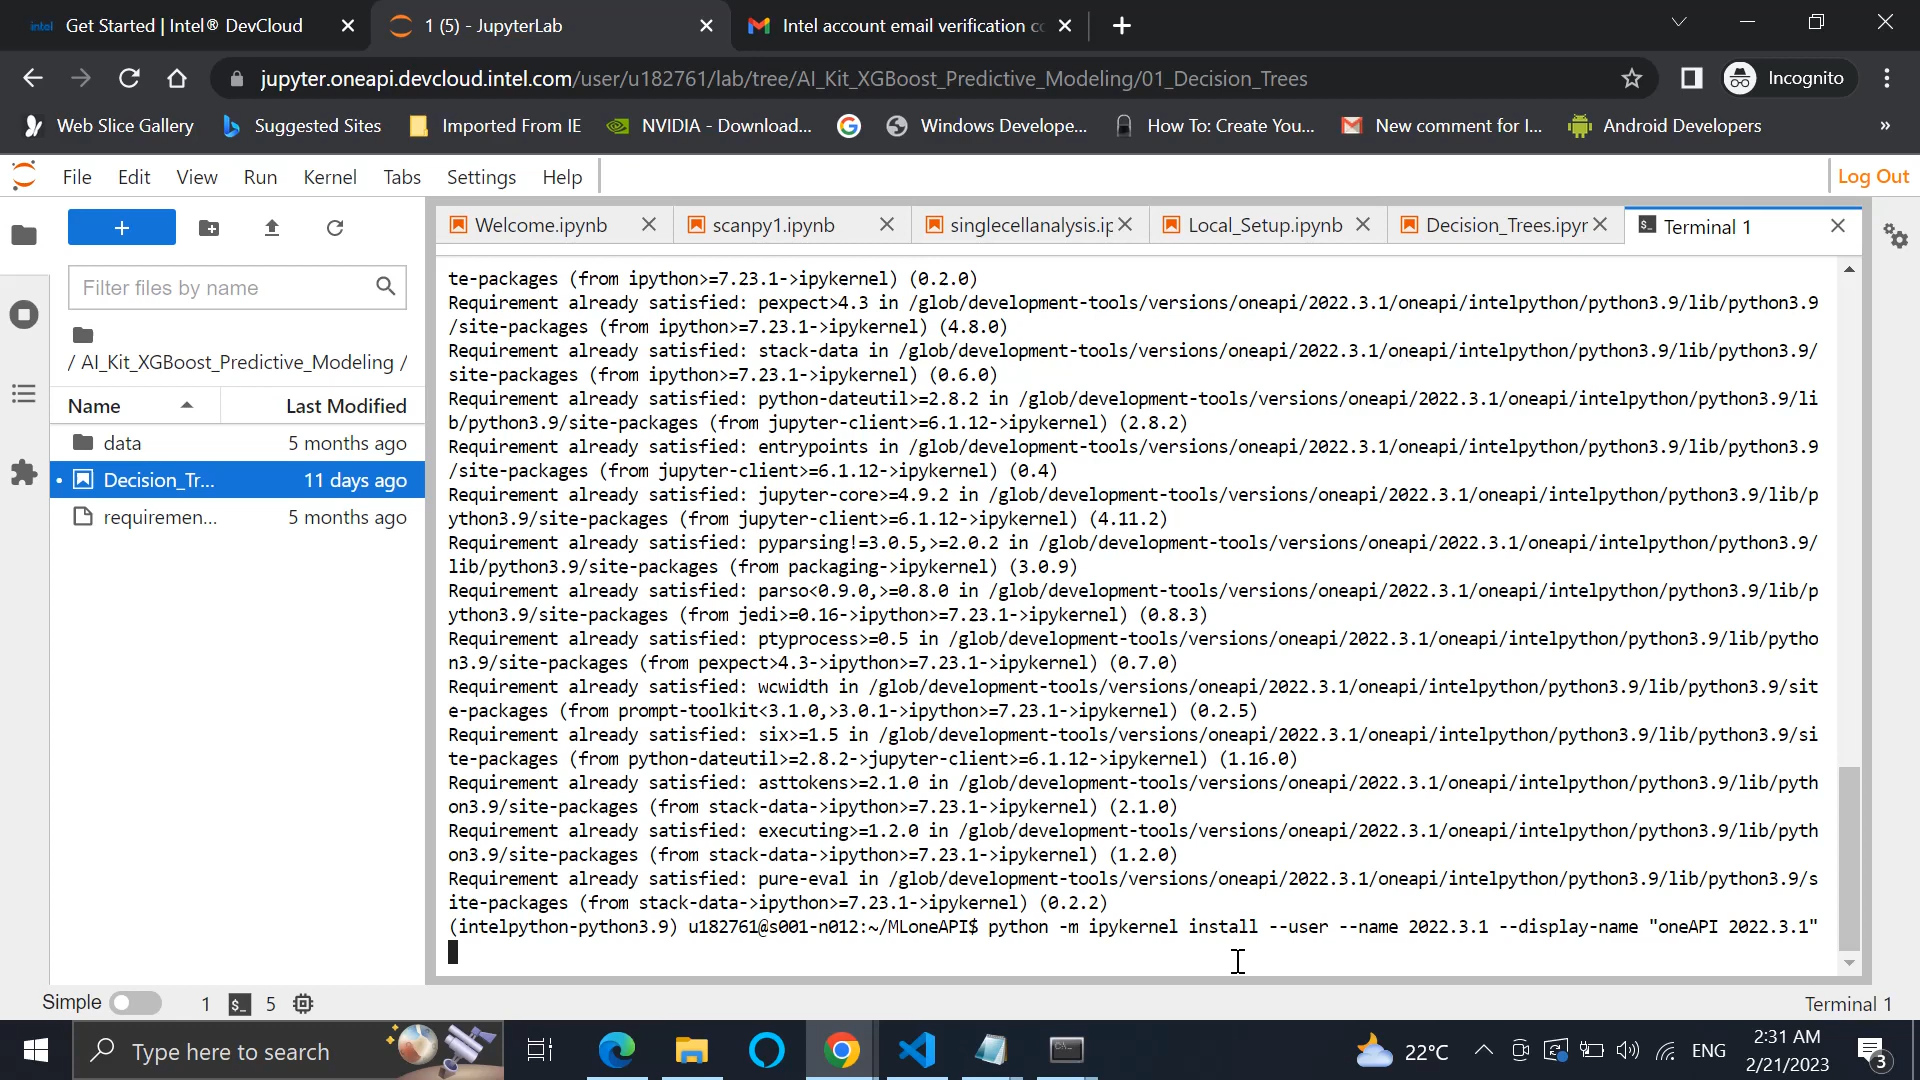 intel Get Started | Intel® DevCloud
1 (5) - JupyterLab
Intel account email verification
jupyter.oneapi.devcloud.intel.com/user/u182761/lab/tree/AI_Kit_XGBoost_Predictive_Modeling/01_Decision_Trees
Incognito
Web Slice Gallery
Suggested Sites
Imported From IE
NVIDIA - Download...
Windows Develope...
How To: Create You...
New comment for I...
Android Developers
»
File Edit View Run Kernel Tabs Settings Help
Log Out
+
Welcome.ipynb
scanpy1.ipynb
singlecellanalysis.ip
Local_Setup.ipynb
Decision_Trees.ipyr
Terminal 1
Filter files by name
/ AI_Kit_XGBoost_Predictive_Modeling /
Name Last Modified
data 5 months ago
Decision_Tr... 11 days ago
requiremen... 5 months ago
te-packages (from ipython>=7.23.1->ipykernel) (0.2.0)
Requirement already satisfied: pexpect>4.3 in /glob/development-tools/versions/oneapi/2022.3.1/oneapi/intelpython/python3.9/lib/python3.9
/site-packages (from ipython>=7.23.1->ipykernel) (4.8.0)
Requirement already satisfied: stack-data in /glob/development-tools/versions/oneapi/2022.3.1/oneapi/intelpython/python3.9/lib/python3.9/
site-packages (from ipython>=7.23.1->ipykernel) (0.6.0)
Requirement already satisfied: python-dateutil>=2.8.2 in /glob/development-tools/versions/oneapi/2022.3.1/oneapi/intelpython/python3.9/li
b/python3.9/site-packages (from jupyter-client>=6.1.12->ipykernel) (2.8.2)
Requirement already satisfied: entrypoints in /glob/development-tools/versions/oneapi/2022.3.1/oneapi/intelpython/python3.9/lib/python3.9
/site-packages (from jupyter-client>=6.1.12->ipykernel) (0.4)
Requirement already satisfied: jupyter-core>=4.9.2 in /glob/development-tools/versions/oneapi/2022.3.1/oneapi/intelpython/python3.9/lib/p
ython3.9/site-packages (from jupyter-client>=6.1.12->ipykernel) (4.11.2)
Requirement already satisfied: pyparsing!=3.0.5,>=2.0.2 in /glob/development-tools/versions/oneapi/2022.3.1/oneapi/intelpython/python3.9/
lib/python3.9/site-packages (from packaging->ipykernel) (3.0.9)
Requirement already satisfied: parso<0.9.0,>=0.8.0 in /glob/development-tools/versions/oneapi/2022.3.1/oneapi/intelpython/python3.9/lib/p
ython3.9/site-packages (from jedi>=0.16->ipython>=7.23.1->ipykernel) (0.8.3)
Requirement already satisfied: ptyprocess>=0.5 in /glob/development-tools/versions/oneapi/2022.3.1/oneapi/intelpython/python3.9/lib/pytho
n3.9/site-packages (from pexpect>4.3->ipython>=7.23.1->ipykernel) (0.7.0)
Requirement already satisfied: wcwidth in /glob/development-tools/versions/oneapi/2022.3.1/oneapi/intelpython/python3.9/lib/python3.9/sit
e-packages (from prompt-toolkit<3.1.0,>3.0.1->ipython>=7.23.1->ipykernel) (0.2.5)
Requirement already satisfied: six>=1.5 in /glob/development-tools/versions/oneapi/2022.3.1/oneapi/intelpython/python3.9/lib/python3.9/si
te-packages (from python-dateutil>=2.8.2->jupyter-client>=6.1.12->ipykernel) (1.16.0)
Requirement already satisfied: asttokens>=2.1.0 in /glob/development-tools/versions/oneapi/2022.3.1/oneapi/intelpython/python3.9/lib/pyth
on3.9/site-packages (from stack-data->ipython>=7.23.1->ipykernel) (2.1.0)
Requirement already satisfied: executing>=1.2.0 in /glob/development-tools/versions/oneapi/2022.3.1/oneapi/intelpython/python3.9/lib/pyth
on3.9/site-packages (from stack-data->ipython>=7.23.1->ipykernel) (1.2.0)
Requirement already satisfied: pure-eval in /glob/development-tools/versions/oneapi/2022.3.1/oneapi/intelpython/python3.9/lib/python3.9/s
ite-packages (from stack-data->ipython>=7.23.1->ipykernel) (0.2.2)
(intelpython-python3.9) u182761@s001-n012:~/MLoneAPI$ python -m ipykernel install --user --name 2022.3.1 --display-name "oneAPI 2022.3.1"
Simple 1 $_ 5 Terminal 1
Type here to search
22°C
ENG
2:31 AM
2/21/2023
3